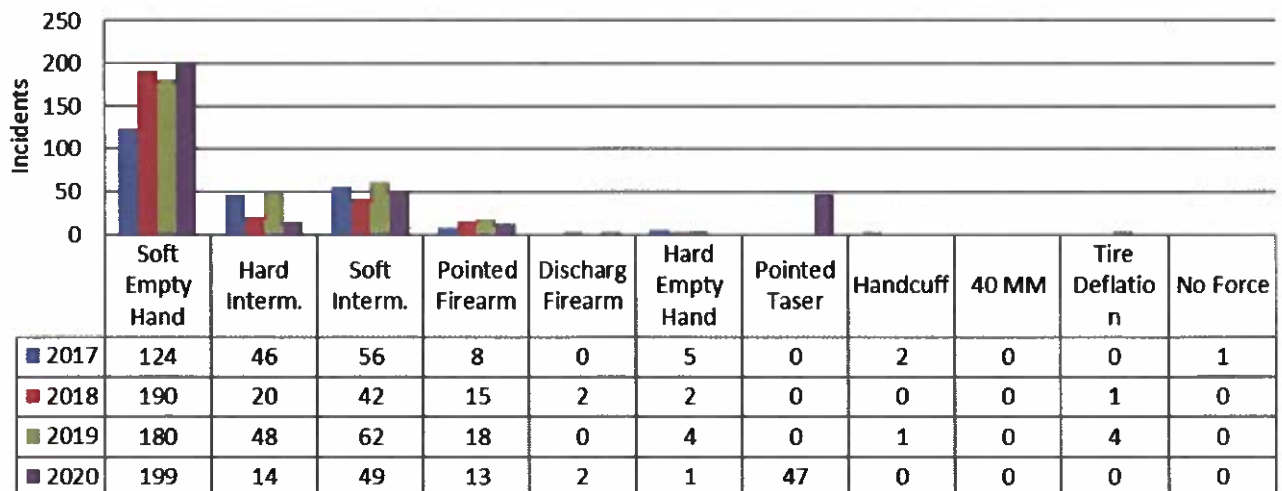 250
200
150
100
50
0
Incidents
Soft Empty Hand
Hard Interm.
Soft Interm.
Pointed Firearm
Discharg Firearm
Hard Empty Hand
Pointed Taser
Handcuff
40 MM
Tire Deflatio n
No Force
2017 124 46 56 8 0 5 0 2 0 0 1
2018 190 20 42 15 2 2 0 0 0 1 0
2019 180 48 62 18 0 4 0 1 0 4 0
2020 199 14 49 13 2 1 47 0 0 0 0